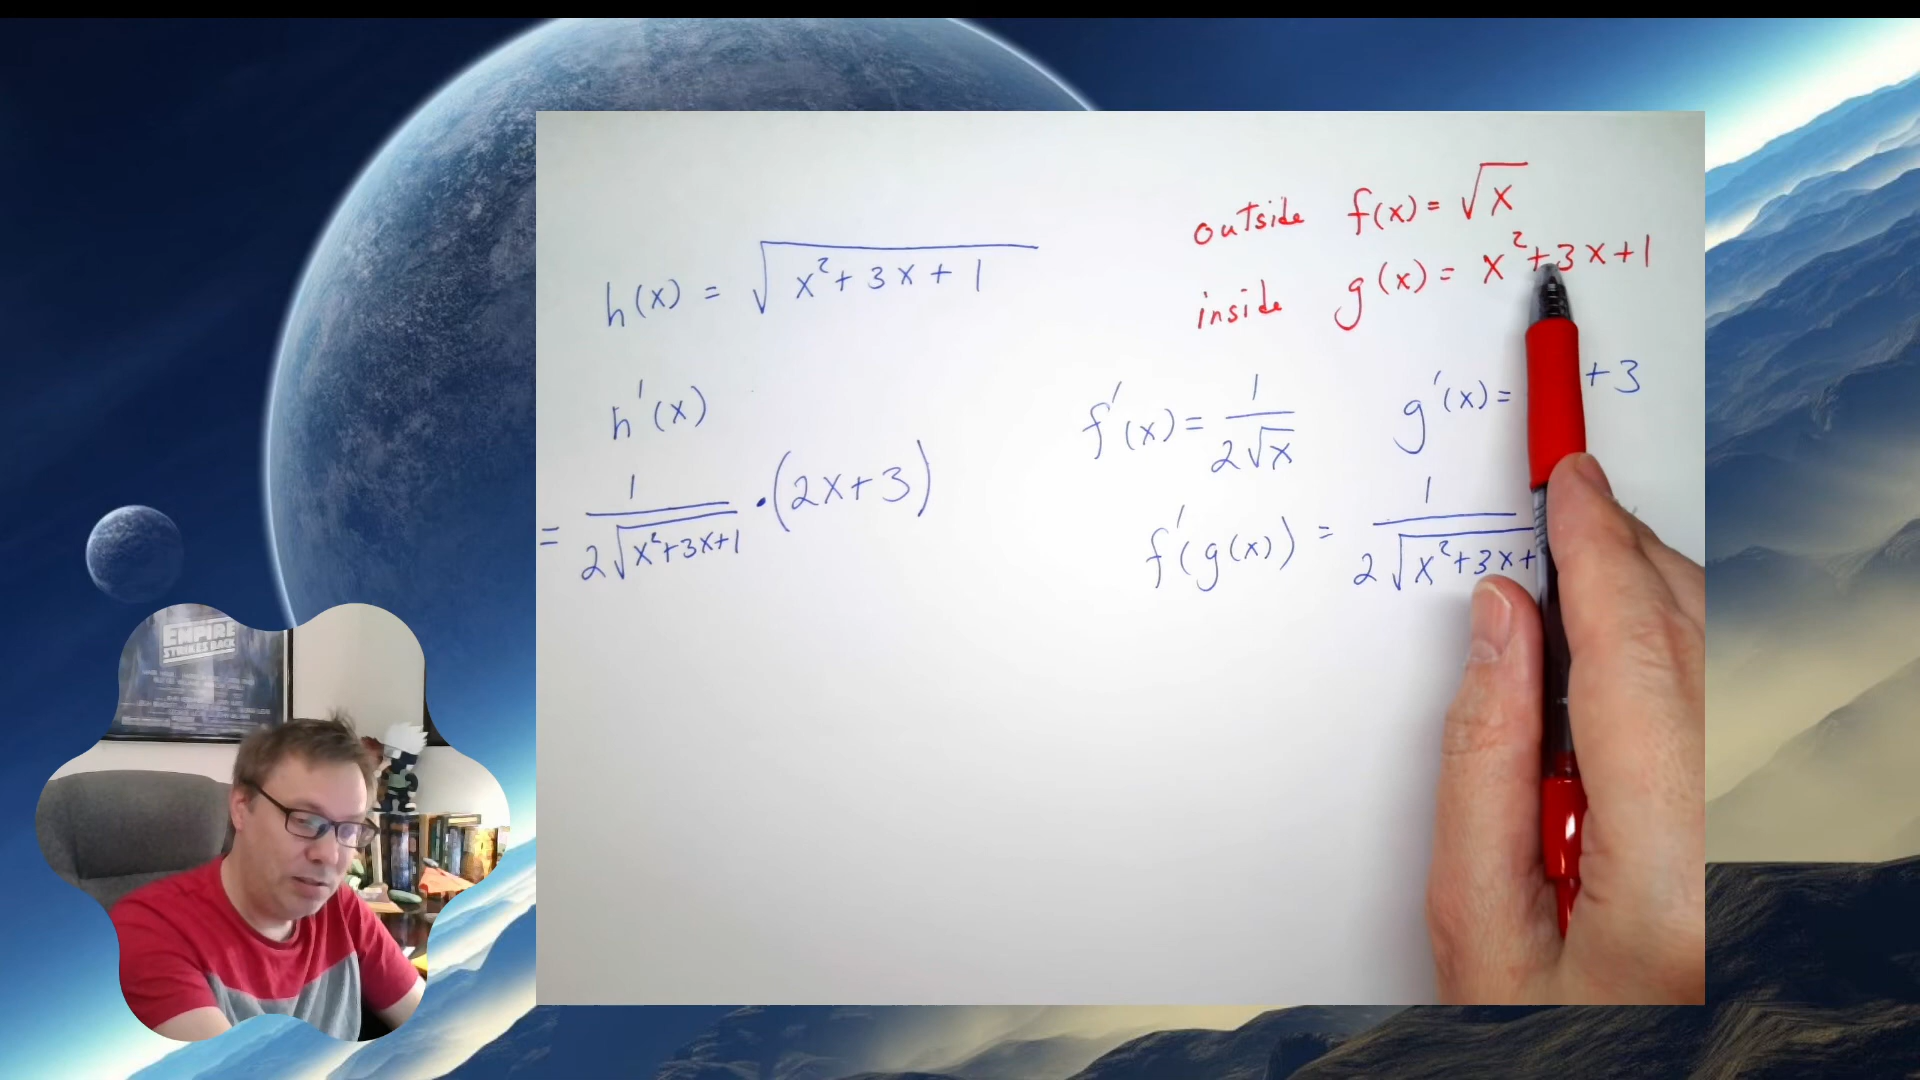 h(x) = √(x²+3x+1)
h'(x)
= 1/(2√(x²+3x+1)) · (2x+3)
outside f(x) = √x
inside g(x) = x²+3x+1
f'(x) = 1/(2√x) g'(x) = +3
f'(g(x)) = 1/(2√(x²+3x+
EMPIRE
STRIKES BACK